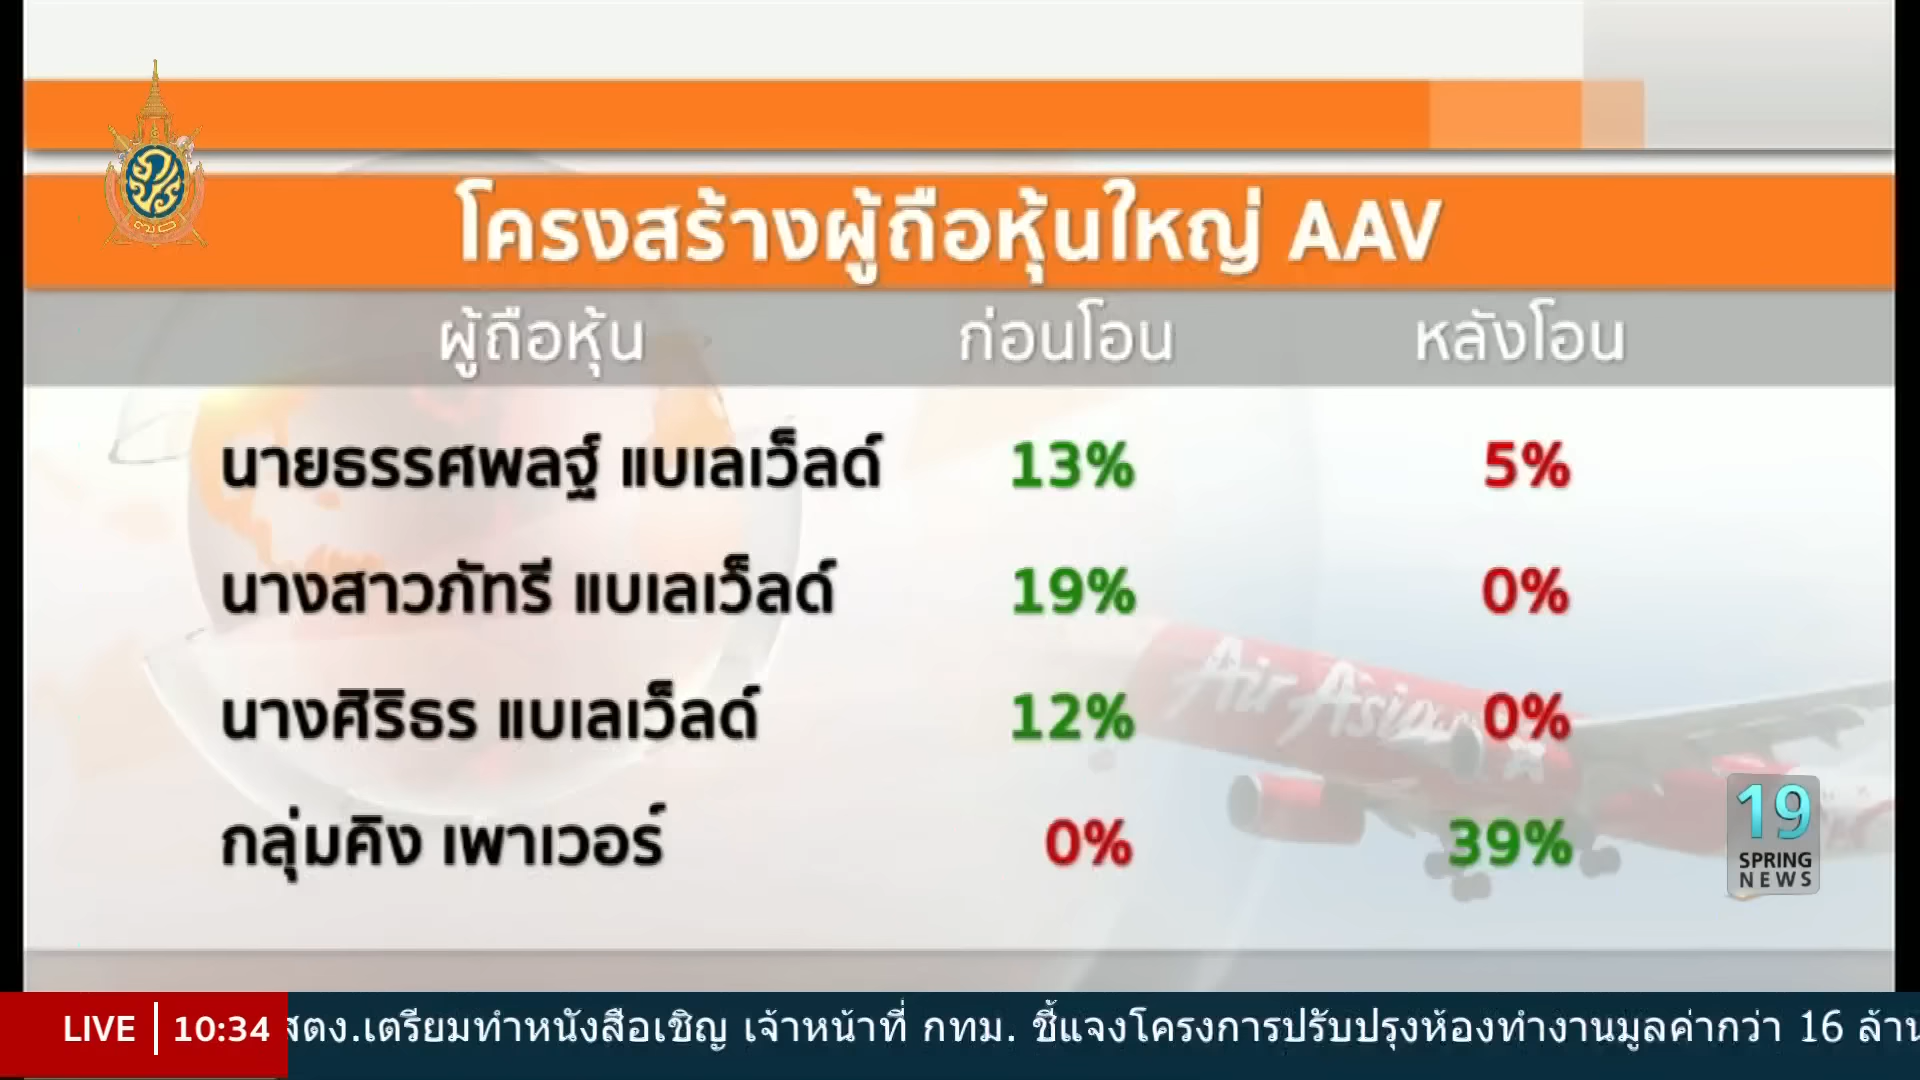 โครงสร้างผู้ถือหุ้นใหญ่ AAV
ผู้ถือหุ้น ก่อนโอน หลังโอน
นายธรรศพลฐ์ แบเลเว็ลด์ 13% 5%
นางสาวภัทรี แบเลเว็ลด์ 19% 0%
นางศิริธร แบเลเว็ลด์ 12% 0%
กลุ่มคิง เพาเวอร์ 0% 39%
Air Asia
19
SPRING
NEWS
LIVE 10:34 สตง.เตรียมทำหนังสือเชิญ เจ้าหน้าที่ กทม. ชี้แจงโครงการปรับปรุงห้องทำงานมูลค่ากว่า 16 ล้าน